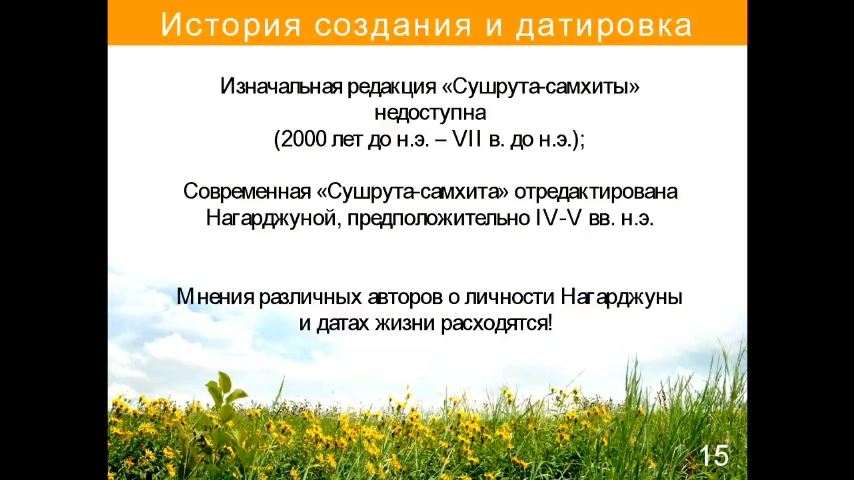 История создания и датировка
Изначальная редакция «Сушрута-самхиты»
недоступна
(2000 лет до н.э. – VII в. до н.э.);
Современная «Сушрута-самхита» отредактирована
Нагарджуной, предположительно IV-V вв. н.э.
Мнения различных авторов о личности Нагарджуны
и датах жизни расходятся!
15